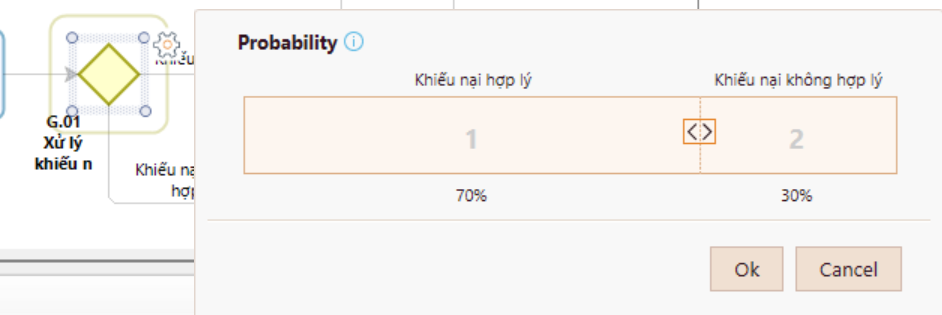 Probability
Khiếu nại hợp lý
Khiếu nại không hợp lý
1
2
70%
30%
Ok
Cancel
G.01
Xử lý
khiếu n
Khiếu nạ
hợp